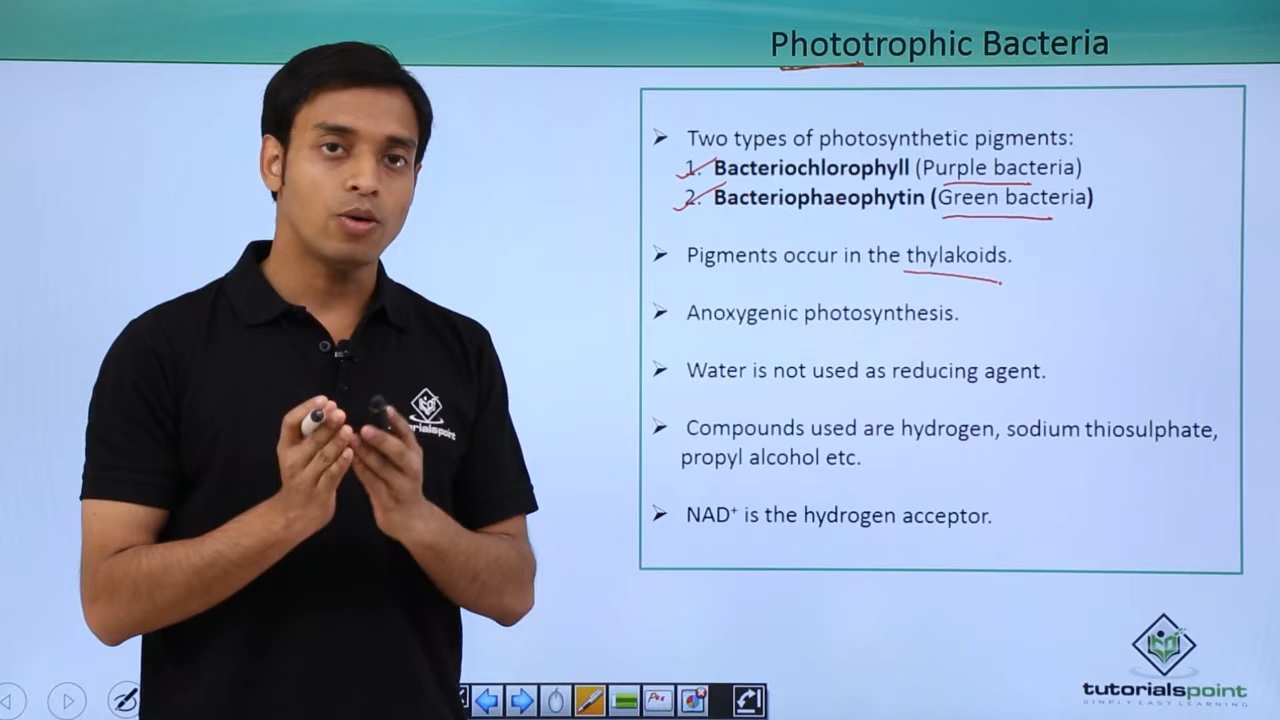 Phototrophic Bacteria
➢ Two types of photosynthetic pigments:
1. Bacteriochlorophyll (Purple bacteria)
2. Bacteriophaeophytin (Green bacteria)
➢ Pigments occur in the thylakoids.
➢ Anoxygenic photosynthesis.
➢ Water is not used as reducing agent.
➢ Compounds used are hydrogen, sodium thiosulphate,
propyl alcohol etc.
➢ NAD⁺ is the hydrogen acceptor.
tutorialspoint
SIMPLY EASY LEARNING